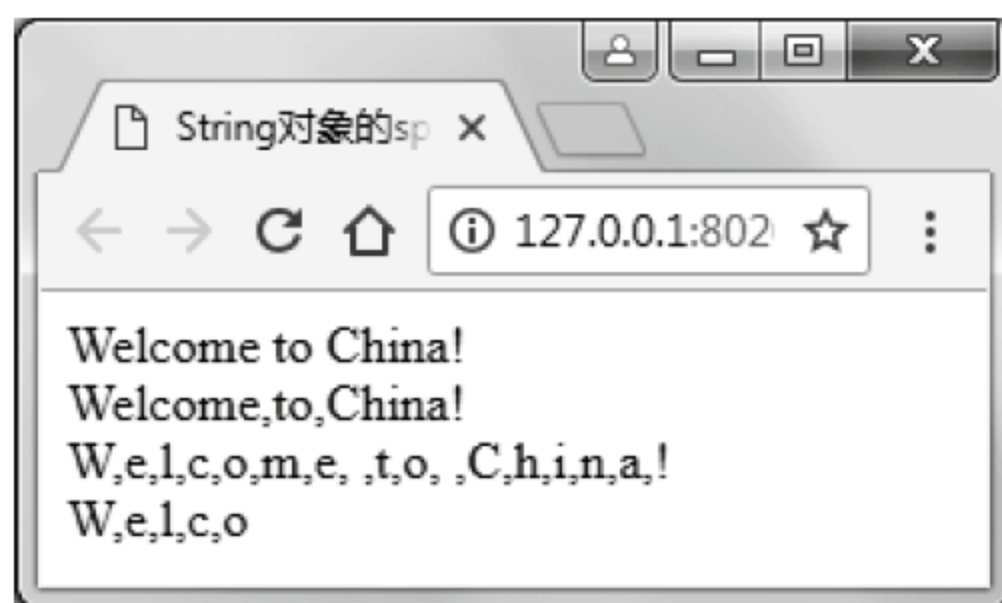 String对象的sp
127.0.0.1:802
Welcome to China!
Welcome,to,China!
W,e,l,c,o,m,e, ,t,o, ,C,h,i,n,a,!
W,e,l,c,o